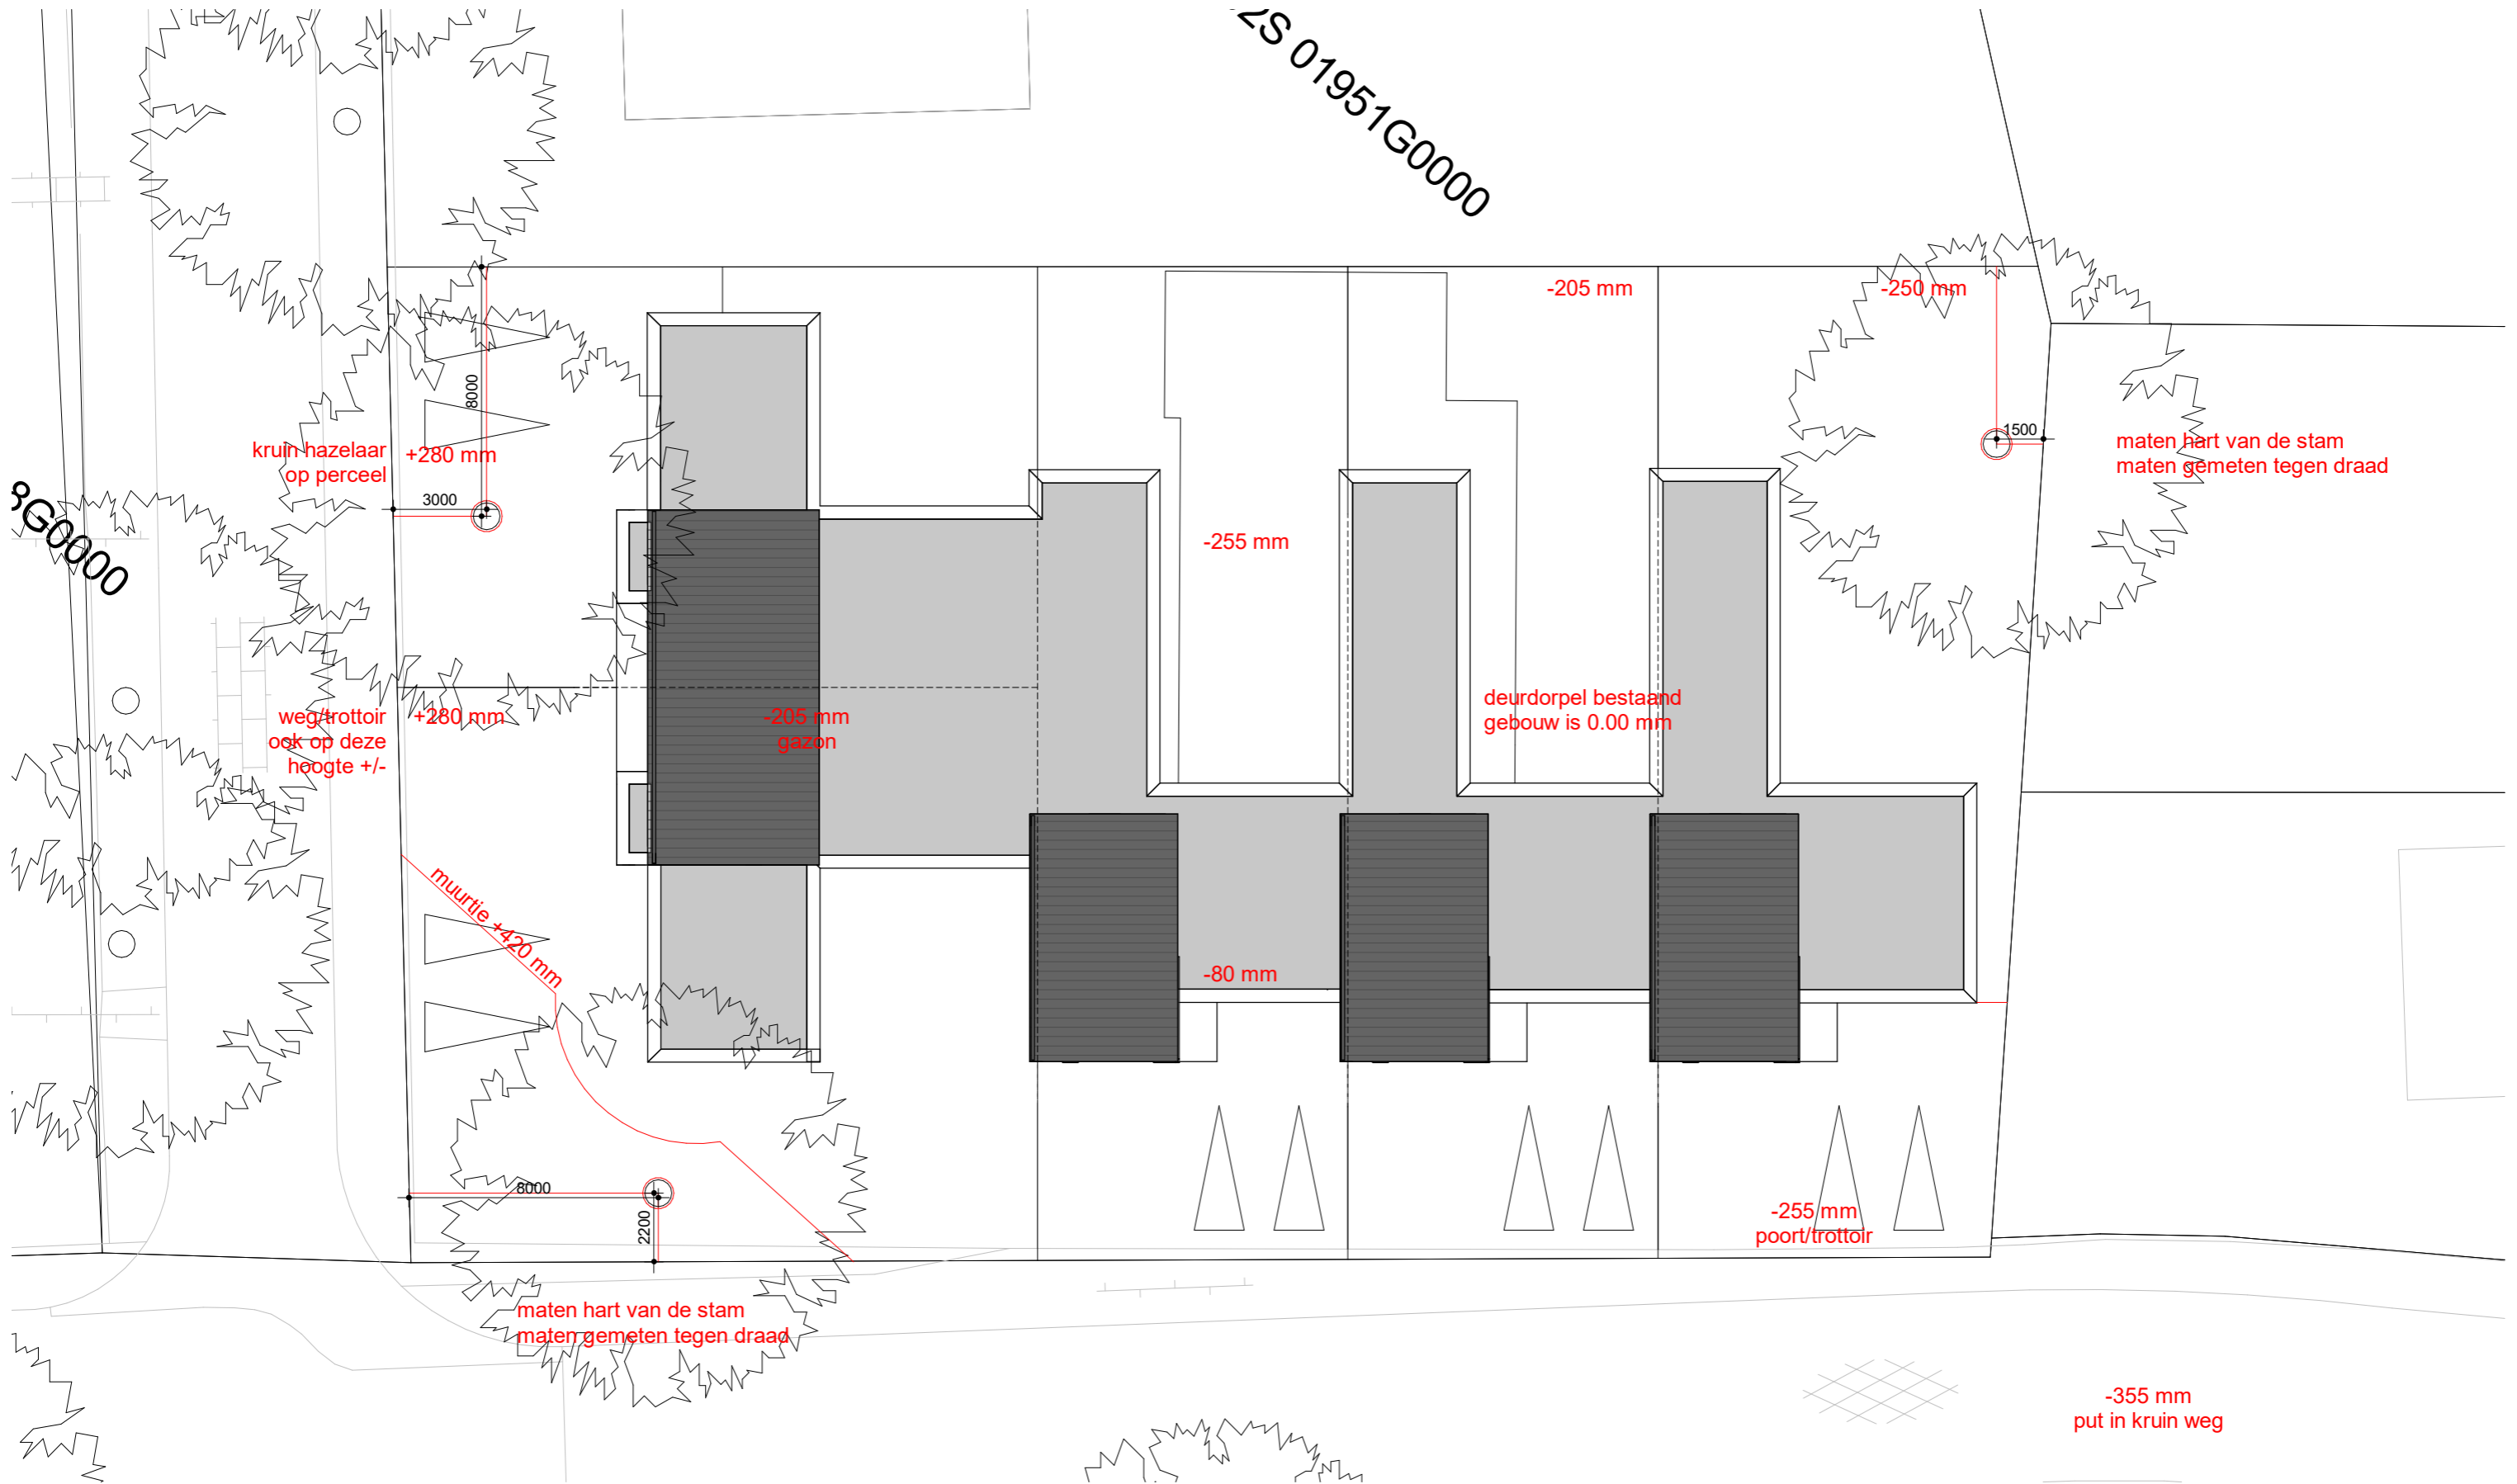 2S 01951G0000
-205 mm
-250 mm
8000
kruin hazelaar
op perceel
+280 mm
3000
1500
maten hart van de stam
maten gemeten tegen draad
8G0000
-255 mm
weg/trottoir
ook op deze
hoogte +/-
+280 mm
-205 mm
gazon
deurdorpel bestaand
gebouw is 0.00 mm
muurtje +420 mm
-80 mm
8000
2200
-255 mm
poort/trottoir
maten hart van de stam
maten gemeten tegen draad
-355 mm
put in kruin weg